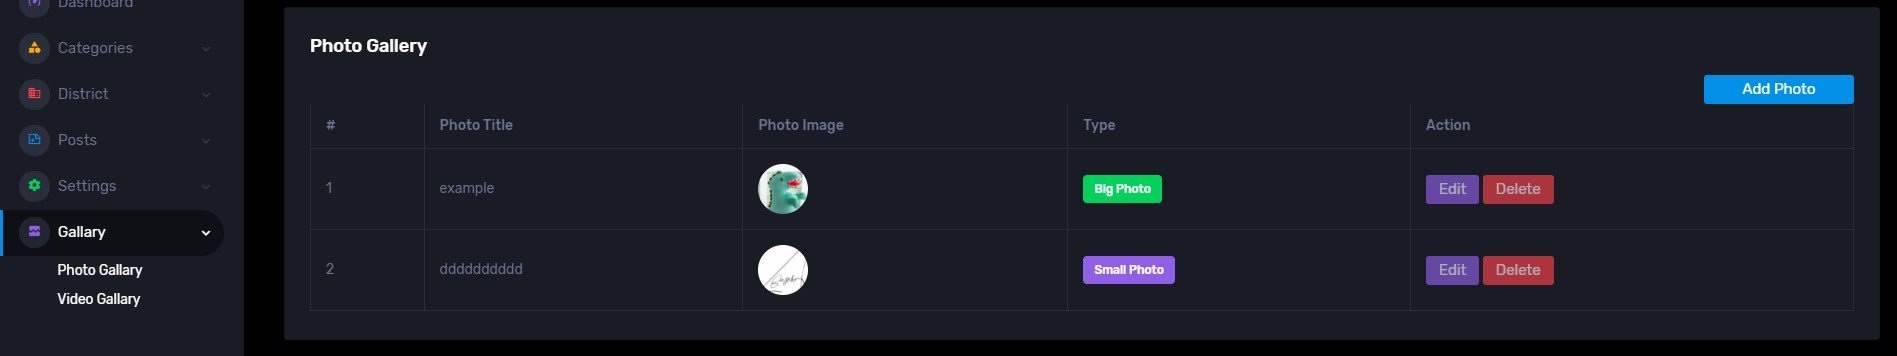 Dashboard
Categories
District
Posts
Settings
Gallary
Photo Gallary
Video Gallary
Photo Gallery
Add Photo
# Photo Title Photo Image Type Action
1 example Big Photo Edit Delete
2 dddddddddd Small Photo Edit Delete